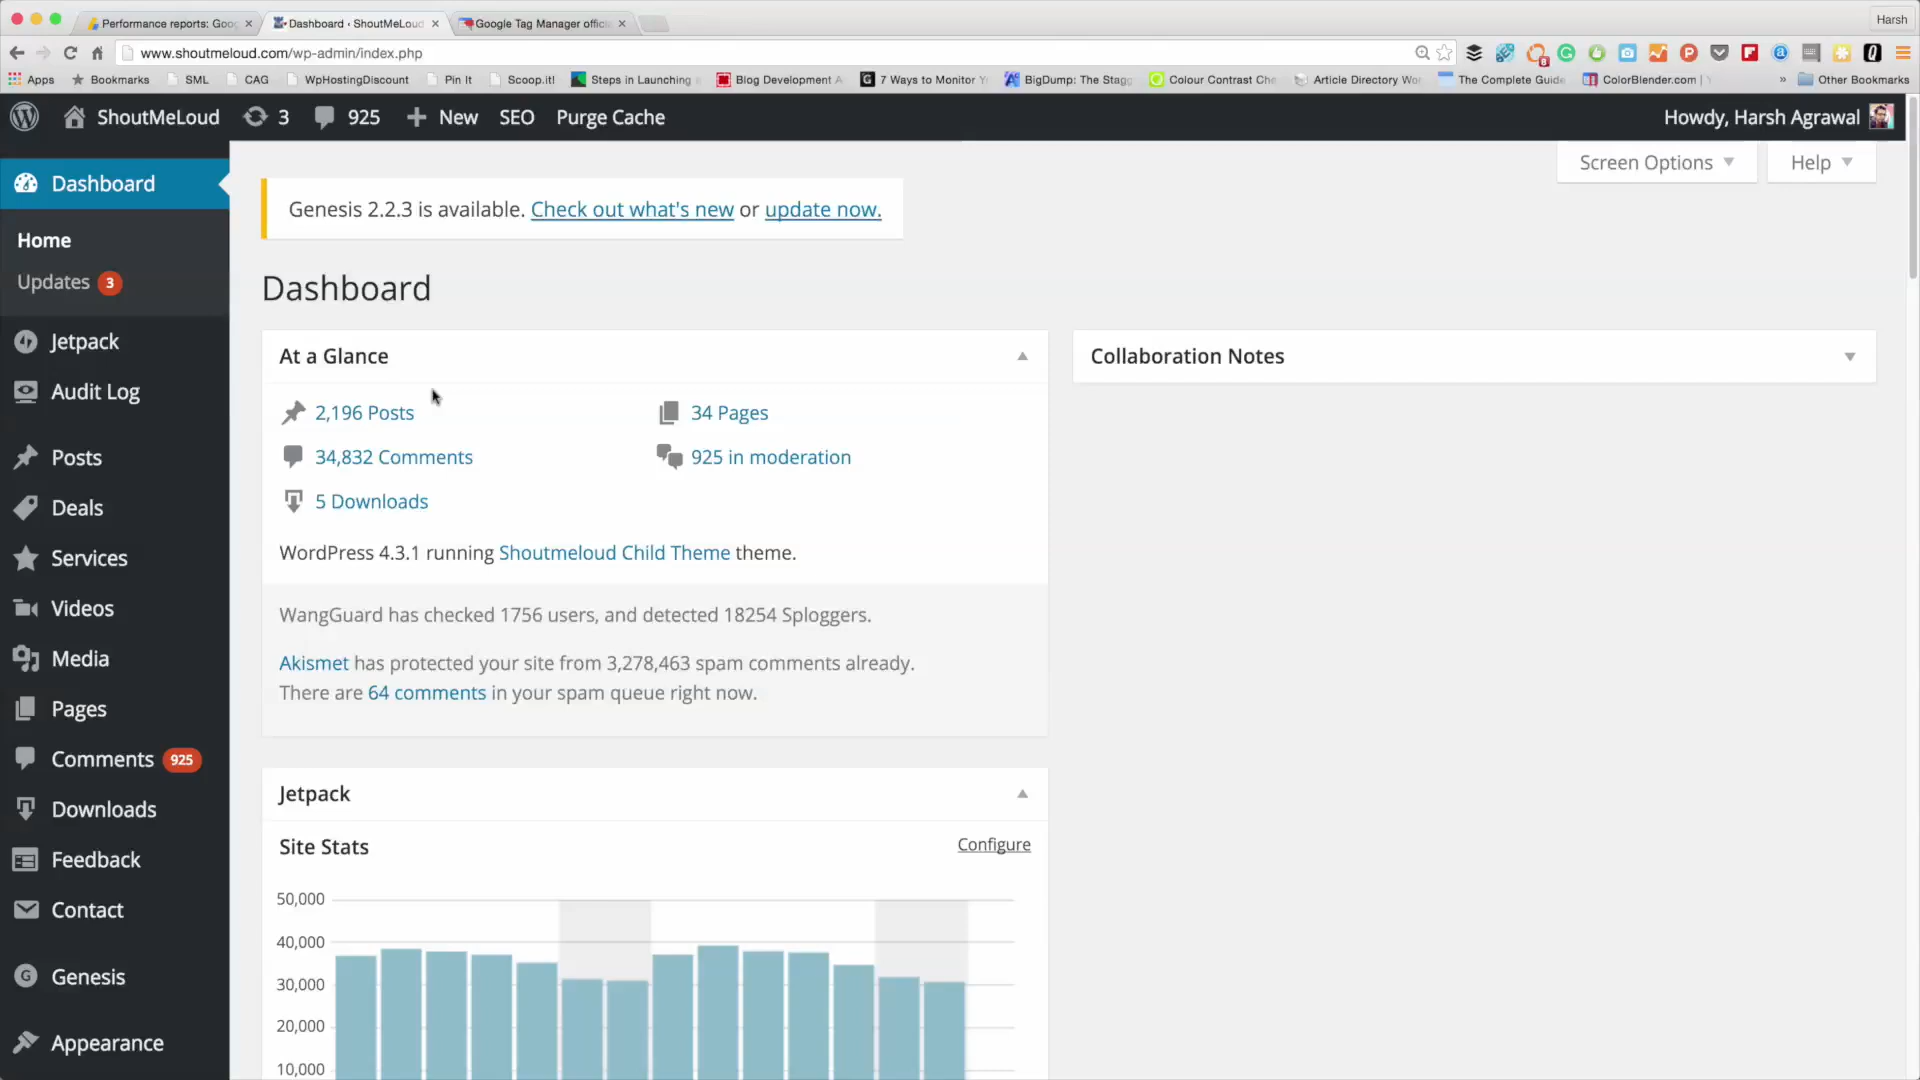 Performance reports: Goog
Dashboard ‹ ShoutMeLoud
Google Tag Manager offici
Harsh
www.shoutmeloud.com/wp-admin/index.php
Apps
Bookmarks
SML
CAG
WpHostingDiscount
Pin It
Scoop.it!
Steps in Launching
Blog Development A
7 Ways to Monitor Y
BigDump: The Stagg
Colour Contrast Che
Article Directory Wor
The Complete Guide
ColorBlender.com |
»
Other Bookmarks
ShoutMeLoud
3
925
New
SEO
Purge Cache
Howdy, Harsh Agrawal
Screen Options
Help
Dashboard
Home
Updates 3
Jetpack
Audit Log
Posts
Deals
Services
Videos
Media
Pages
Comments 925
Downloads
Feedback
Contact
Genesis
Appearance
Genesis 2.2.3 is available. Check out what's new or update now.
Dashboard
At a Glance
2,196 Posts
34 Pages
34,832 Comments
925 in moderation
5 Downloads
WordPress 4.3.1 running Shoutmeloud Child Theme theme.
WangGuard has checked 1756 users, and detected 18254 Sploggers.
Akismet has protected your site from 3,278,463 spam comments already.
There are 64 comments in your spam queue right now.
Collaboration Notes
Jetpack
Site Stats
Configure
50,000
40,000
30,000
20,000
10,000